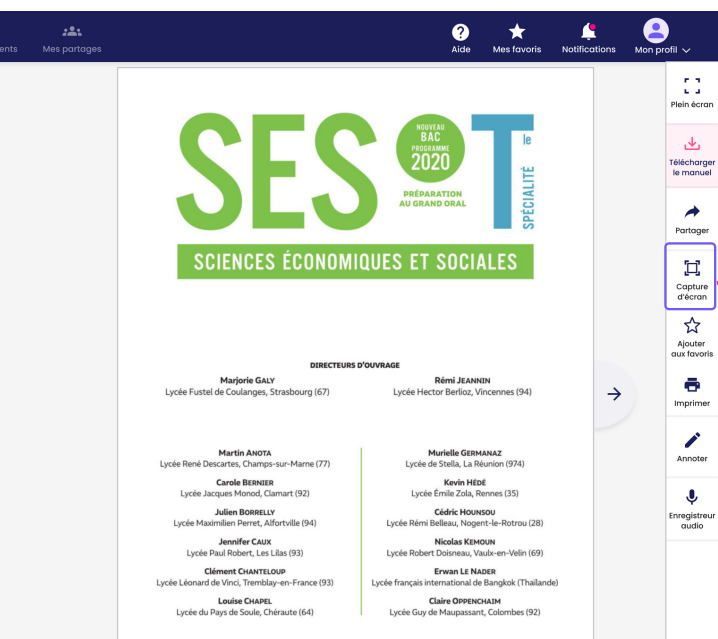 ents
Mes partages
Aide
Mes favoris
Notifications
Mon profil
Plein écran
Télécharger
le manuel
Partager
Capture
d'écran
Ajouter
aux favoris
Imprimer
Annoter
Enregistreur
audio
SES
NOUVEAU
BAC
PROGRAMME
2020
PRÉPARATION
AU GRAND ORAL
T
le
SPÉCIALITÉ
SCIENCES ÉCONOMIQUES ET SOCIALES
DIRECTEURS D'OUVRAGE
Marjorie GALY
Lycée Fustel de Coulanges, Strasbourg (67)
Rémi JEANNIN
Lycée Hector Berlioz, Vincennes (94)
Martin ANOTA
Lycée René Descartes, Champs-sur-Marne (77)
Carole BERNIER
Lycée Jacques Monod, Clamart (92)
Julien BORRELLY
Lycée Maximilien Perret, Alfortville (94)
Jennifer CAUX
Lycée Paul Robert, Les Lilas (93)
Clément CHANTELOUP
Lycée Léonard de Vinci, Tremblay-en-France (93)
Louise CHAPEL
Lycée du Pays de Soule, Chéraute (64)
Murielle GERMANAZ
Lycée de Stella, La Réunion (974)
Kevin HÉDÉ
Lycée Émile Zola, Rennes (35)
Cédric HOUNSOU
Lycée Rémi Belleau, Nogent-le-Rotrou (28)
Nicolas KEMOUN
Lycée Robert Doisneau, Vaulx-en-Velin (69)
Erwan LE NADER
Lycée français international de Bangkok (Thaïlande)
Claire OPPENCHAIM
Lycée Guy de Maupassant, Colombes (92)